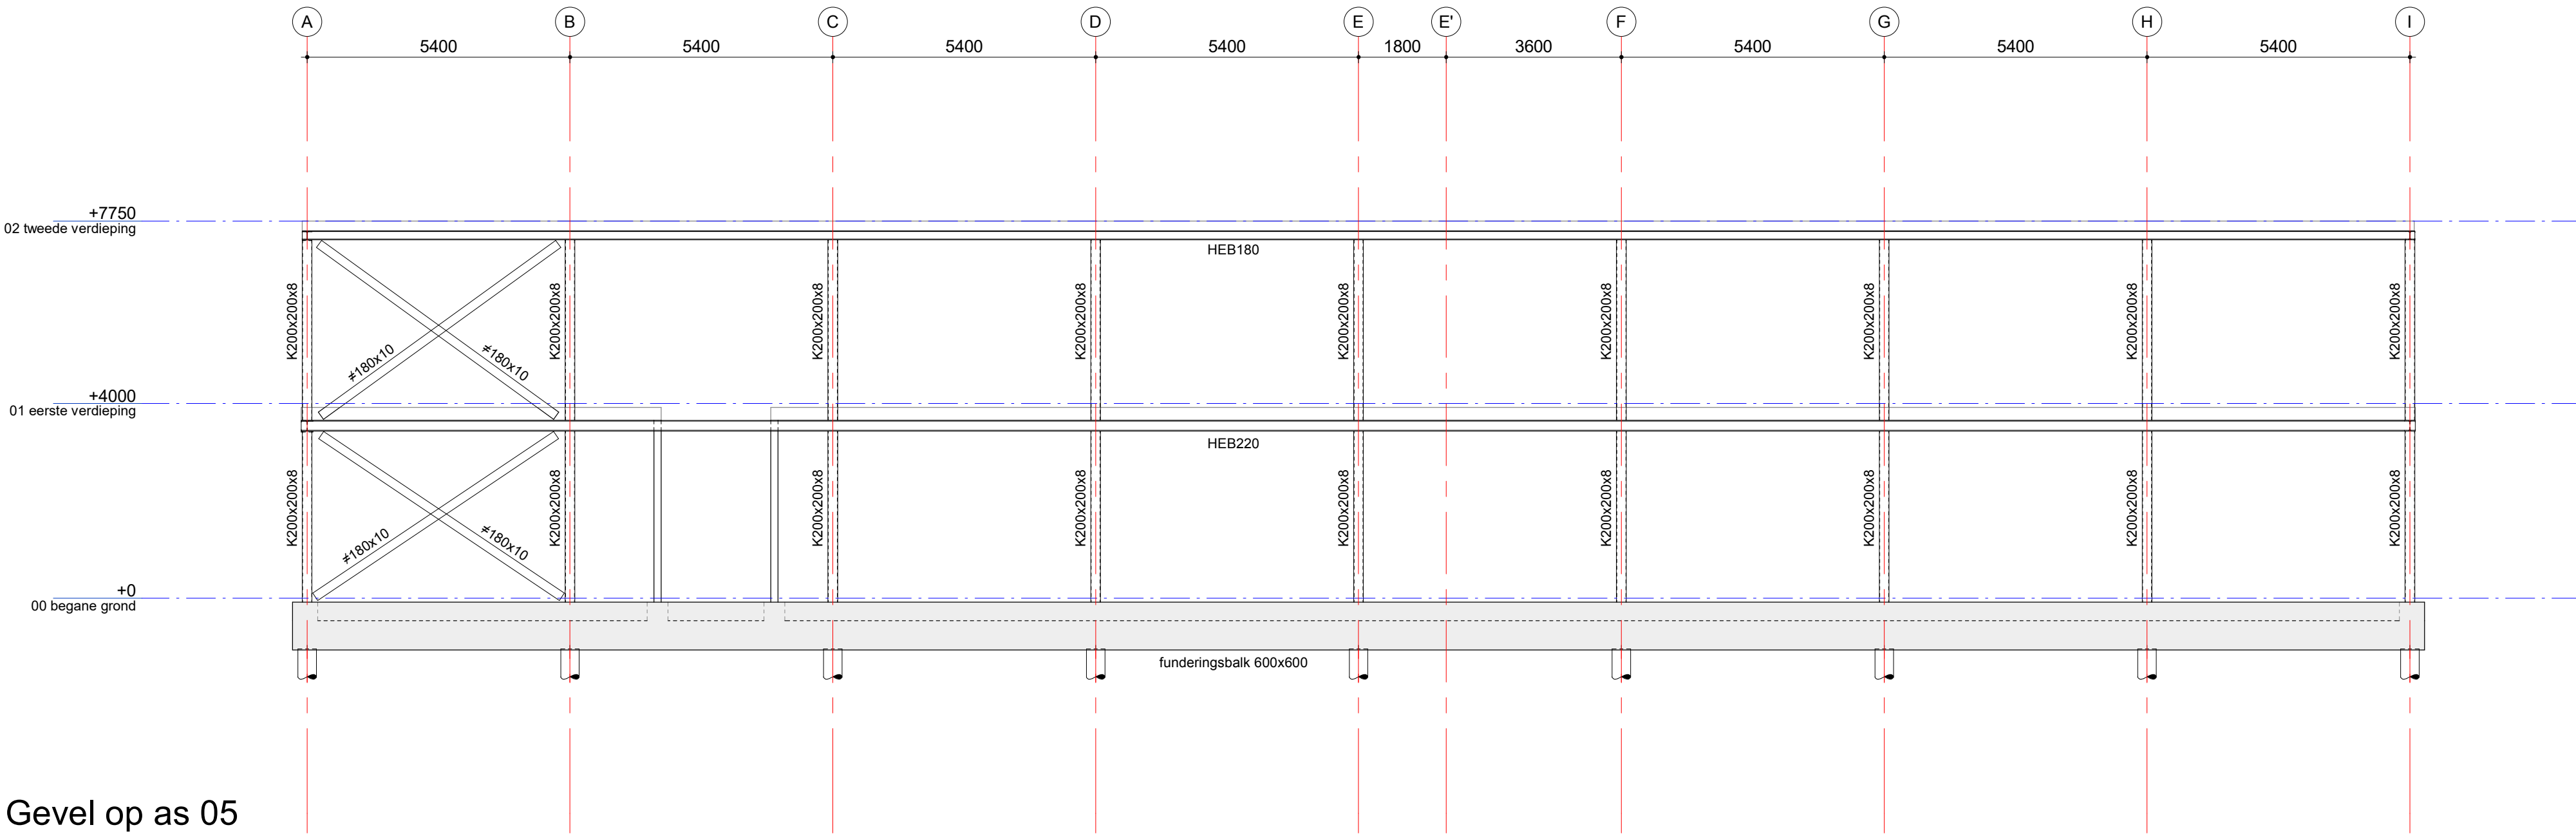 A B C D E E' F G H I
5400 5400 5400 5400 1800 3600 5400 5400 5400
+7750
02 tweede verdieping
HEB180
K200x200x8 K200x200x8 K200x200x8 K200x200x8 K200x200x8 K200x200x8 K200x200x8 K200x200x8 K200x200x8
≠180x10 ≠180x10
+4000
01 eerste verdieping
HEB220
K200x200x8 K200x200x8 K200x200x8 K200x200x8 K200x200x8 K200x200x8 K200x200x8 K200x200x8 K200x200x8
≠180x10 ≠180x10
+0
00 begane grond
funderingsbalk 600x600
Gevel op as 05